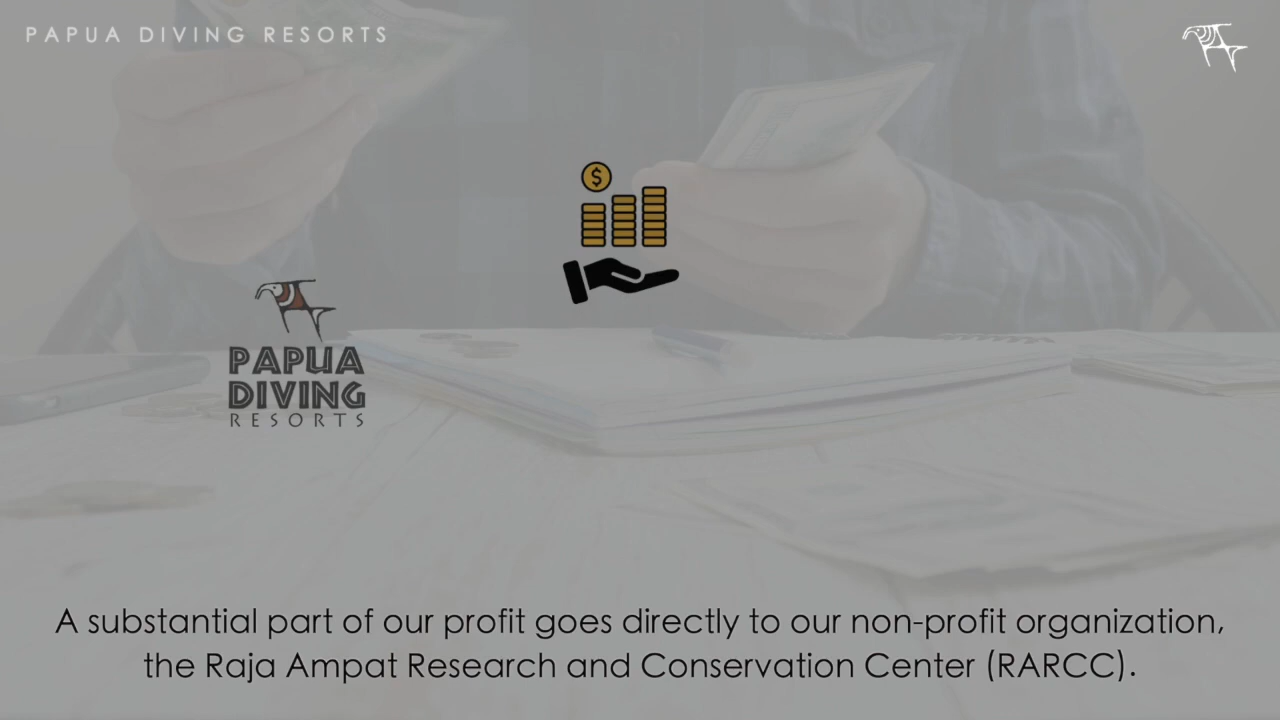 PAPUA DIVING RESORTS
$
PAPUA
DIVING
RESORTS
A substantial part of our profit goes directly to our non-profit organization,
the Raja Ampat Research and Conservation Center (RARCC).